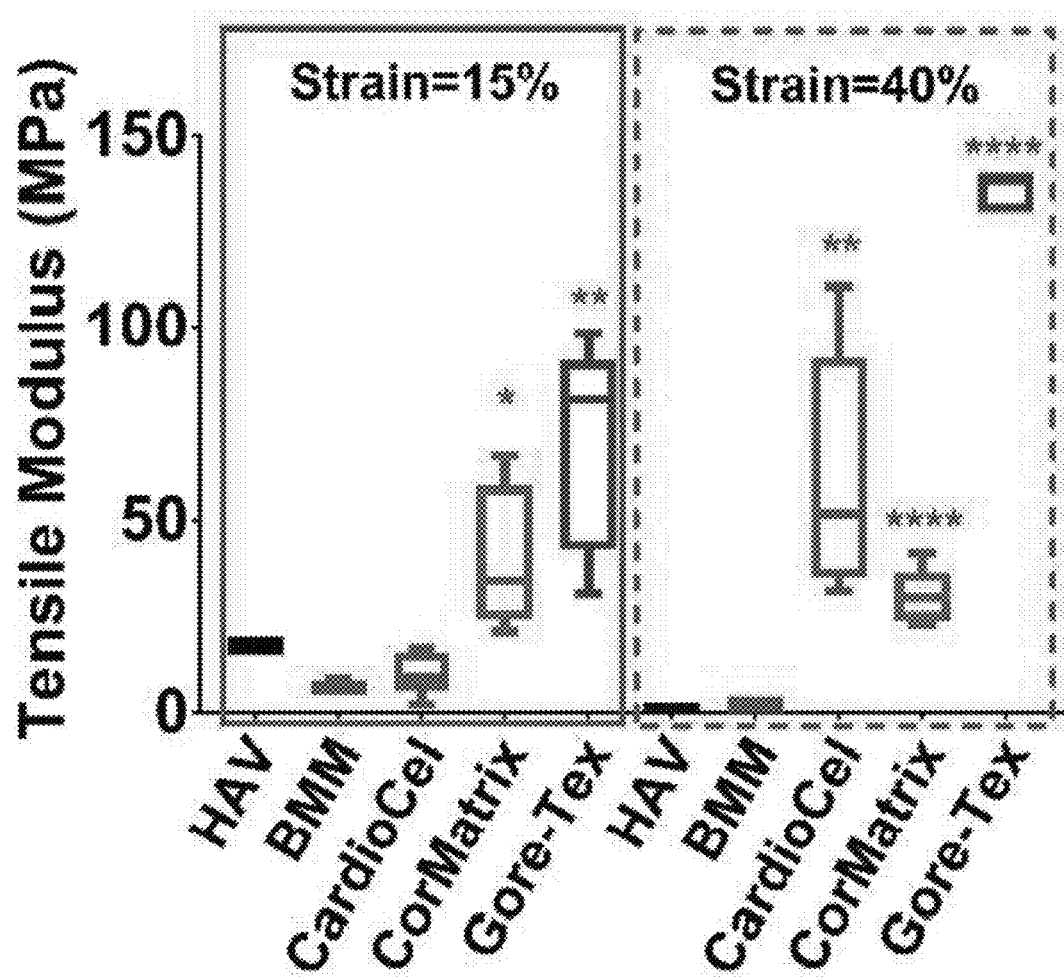 Tensile Modulus (MPa)
150
100
50
0
Strain=15%
Strain=40%
*
**
**
****
****
HAV
BMM
CardioCel
CorMatrix
Gore-Tex
HAV
BMM
CardioCel
CorMatrix
Gore-Tex